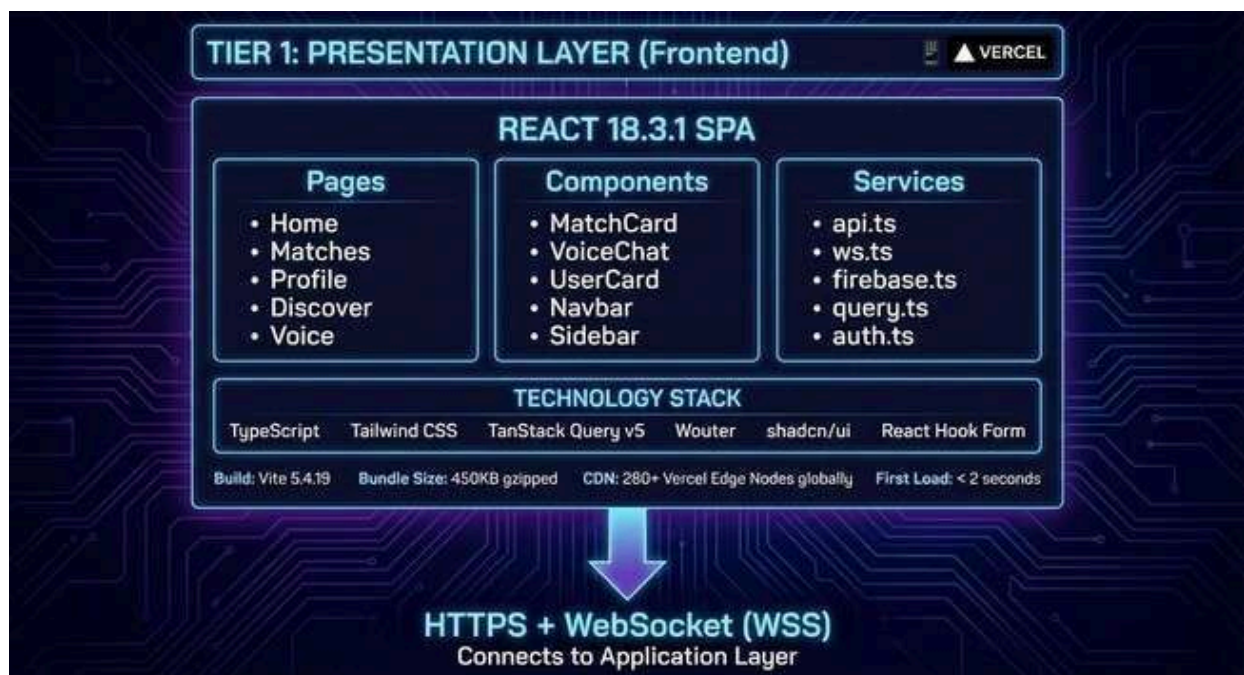 TIER 1: PRESENTATION LAYER (Frontend)
VERCEL
REACT 18.3.1 SPA
Pages
• Home
• Matches
• Profile
• Discover
• Voice
Components
• MatchCard
• VoiceChat
• UserCard
• Navbar
• Sidebar
Services
• api.ts
• ws.ts
• firebase.ts
• query.ts
• auth.ts
TECHNOLOGY STACK
TypeScript Tailwind CSS TanStack Query v5 Wouter shadcn/ui React Hook Form
Build: Vite 5.4.19 Bundle Size: 450KB gzipped CDN: 280+ Vercel Edge Nodes globally First Load: < 2 seconds
HTTPS + WebSocket (WSS)
Connects to Application Layer